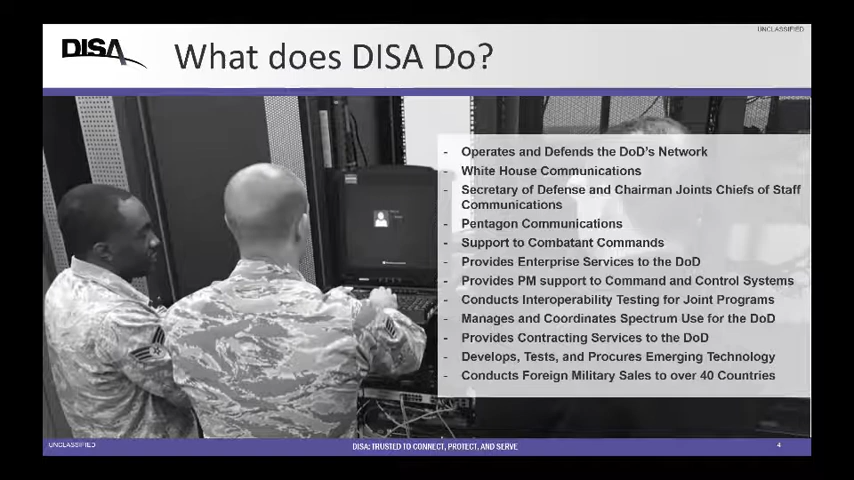 UNCLASSIFIED
DISA
What does DISA Do?
- Operates and Defends the DoD's Network
- White House Communications
- Secretary of Defense and Chairman Joints Chiefs of Staff
Communications
- Pentagon Communications
- Support to Combatant Commands
- Provides Enterprise Services to the DoD
- Provides PM support to Command and Control Systems
- Conducts Interoperability Testing for Joint Programs
- Manages and Coordinates Spectrum Use for the DoD
- Provides Contracting Services to the DoD
- Develops, Tests, and Procures Emerging Technology
- Conducts Foreign Military Sales to over 40 Countries
UNCLASSIFIED
DISA: TRUSTED TO CONNECT, PROTECT, AND SERVE
4